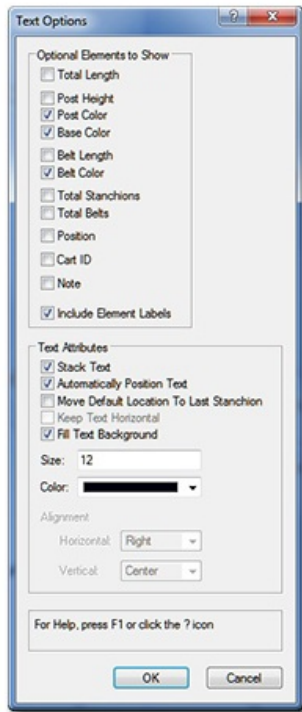 Text Options
Optional Elements to Show
Total Length
Post Height
Post Color
Base Color
Belt Length
Belt Color
Total Stanchions
Total Belts
Position
Cart ID
Note
Include Element Labels
Text Attributes
Stack Text
Automatically Position Text
Move Default Location To Last Stanchion
Keep Text Horizontal
Fill Text Background
Size: 12
Color:
Alignment
Horizontal: Right
Vertical: Center
For Help, press F1 or click the ? icon
OK Cancel